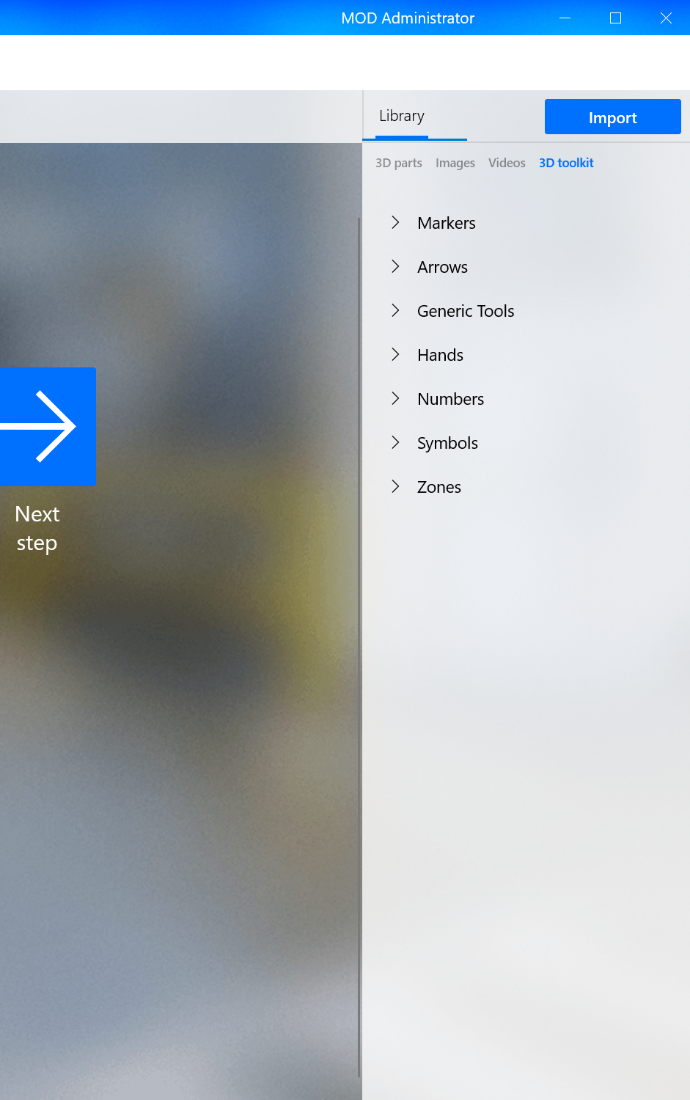 MOD Administrator
Library
Import
3D parts Images Videos 3D toolkit
Markers
Arrows
Generic Tools
Hands
Numbers
Symbols
Zones
Next
step